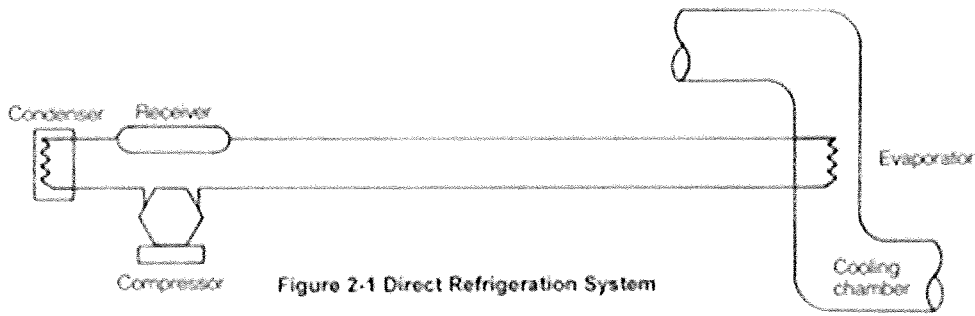 Condenser
Receiver
Evaporator
Cooling
chamber
Compressor
Figure 2-1 Direct Refrigeration System